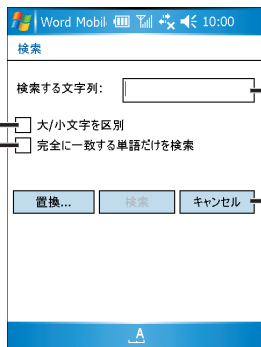 Word Mobil 10:00
検索
検索する文字列:
大/小文字を区別
完全に一致する単語だけを検索
置換... 検索 キャンセル
A